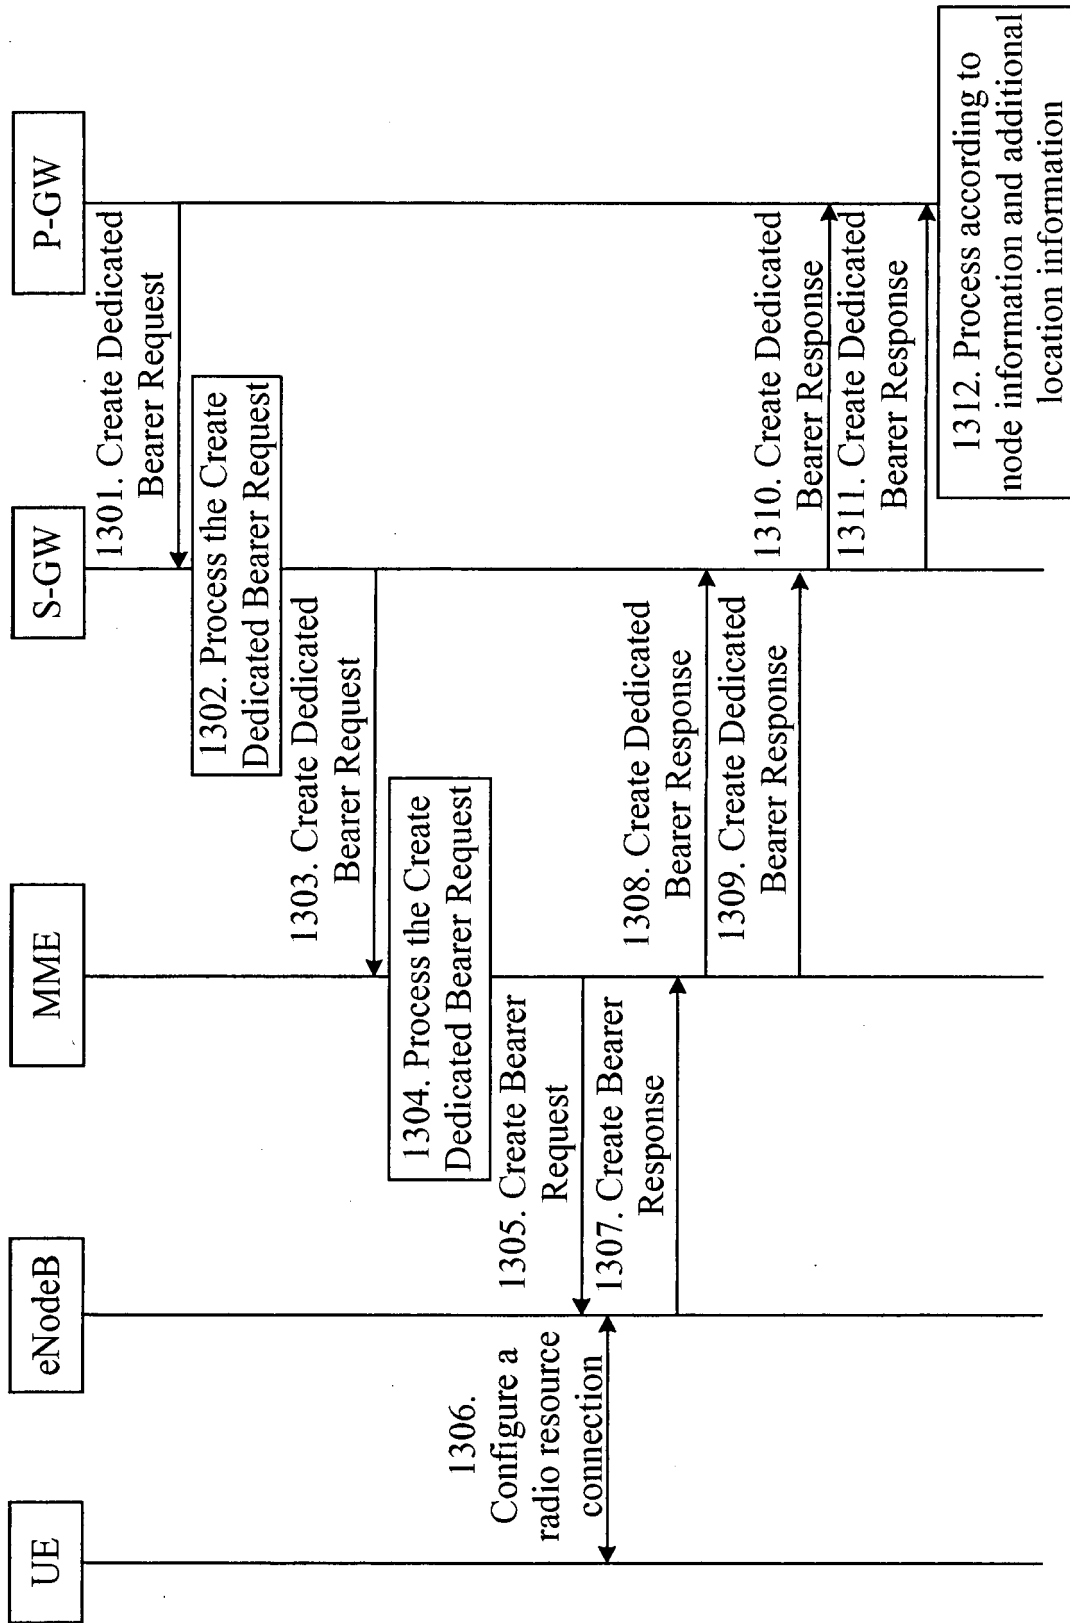 UE
eNodeB
MME
S-GW
P-GW
1301. Create Dedicated
Bearer Request
1302. Process the Create
Dedicated Bearer Request
1303. Create Dedicated
Bearer Request
1304. Process the Create
Dedicated Bearer Request
1305. Create Bearer
Request
1306.
Configure a
radio resource
connection
1307. Create Bearer
Response
1308. Create Dedicated
Bearer Response
1309. Create Dedicated
Bearer Response
1310. Create Dedicated
Bearer Response
1311. Create Dedicated
Bearer Response
1312. Process according to
node information and additional
location information